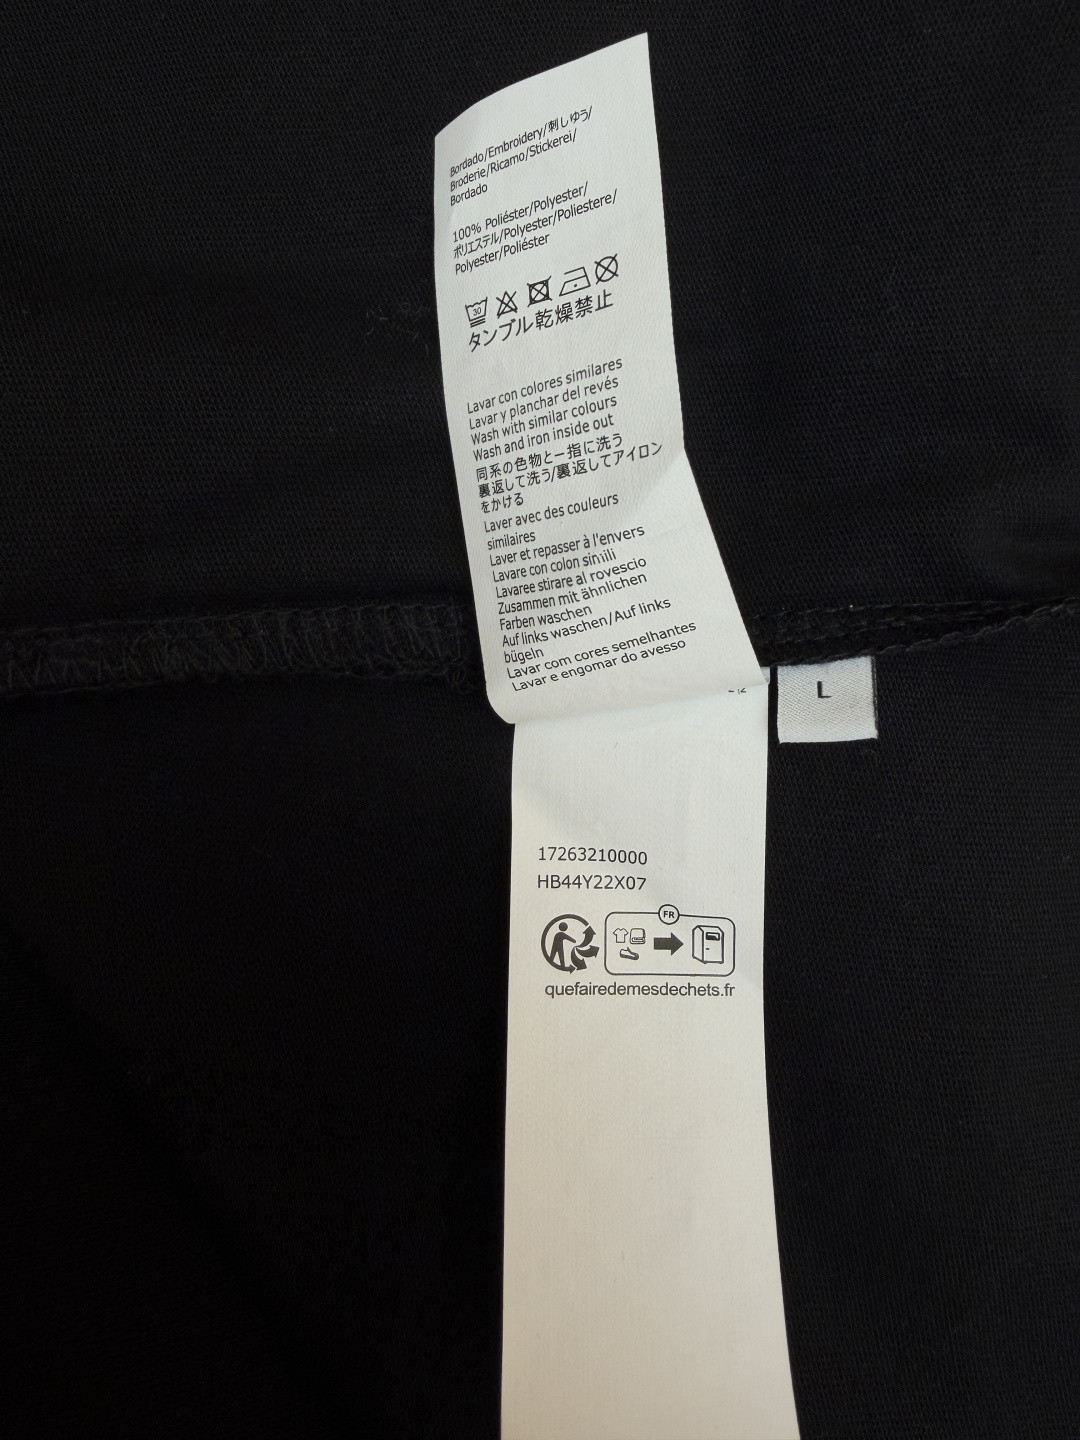 Bordado/Embroidery/刺しゆう/
Broderie/Ricamo/Stickerei/
Bordado
100% Poliéster/Polyester/
ポリエステル/Polyester/Poliestere/
Polyester/Poliéster
30
タンブル乾燥禁止
Lavar con colores similares
Lavar y planchar del revés
Wash with similar colours
Wash and iron inside out
同系の色物と一指に洗う
裏返して洗う/裏返してアイロン
をかける
Laver avec des couleurs
similaires
Laver et repasser à l'envers
Lavare con colon siniili
Lavaree stirare al rovescio
Zusammen mit ähnlichen
Farben waschen
Auf links waschen/Auf links
bügeln
Lavar com cores semelhantes
Lavar e engomar do avesso
L
17263210000
HB44Y22X07
FR
quefairedemesdechets.fr